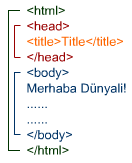 <html>
<head>
<title>Title</title>
</head>
<body>
Merhaba Dünyali!
......
......
</body>
</html>